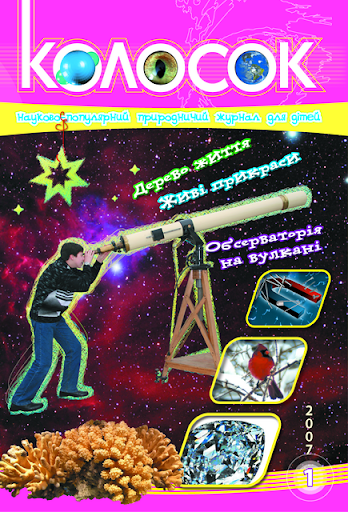 КОЛОСОК
Науково-популярний природничий журнал для дітей
Дерево життя
Живі прикраси
Обсерваторія
на вулкані
2007
1